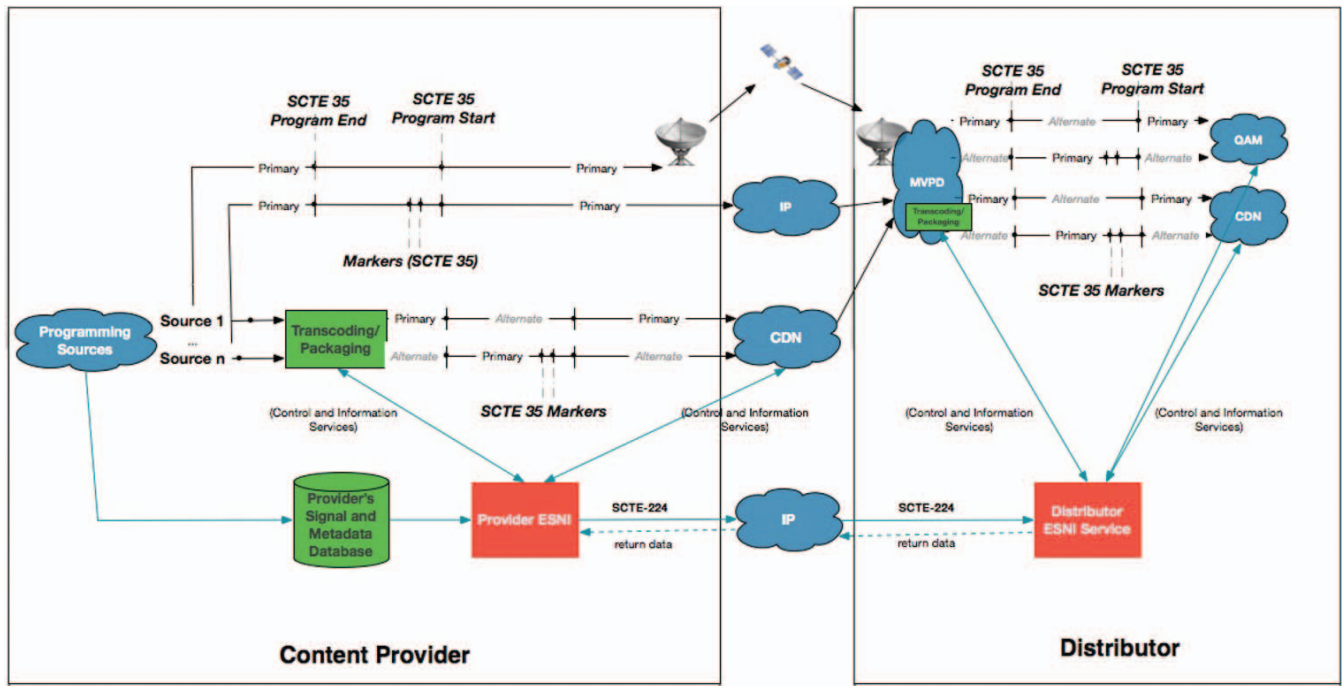 SCTE 35
Program End
SCTE 35
Program Start
SCTE 35
Program End
SCTE 35
Program Start
Primary
Alternate
Primary
QAM
Primary
Primary
Alternate
Primary
Alternate
MVPD
Primary
Primary
IP
Primary
Alternate
Primary
CDN
Transcoding/
Packaging
Alternate
Primary
Alternate
Markers (SCTE 35)
SCTE 35 Markers
Programming
Sources
Source 1
...
Source n
Transcoding/
Packaging
Primary
Alternate
Primary
CDN
Alternate
Primary
Alternate
SCTE 35 Markers
(Control and Information
Services)
(Control and Information
Services)
(Control and Information
Services)
(Control and Information
Services)
Provider's
Signal and
Metadata
Database
Provider ESNI
SCTE-224
return data
IP
SCTE-224
return data
Distributor
ESNI Service
Content Provider
Distributor